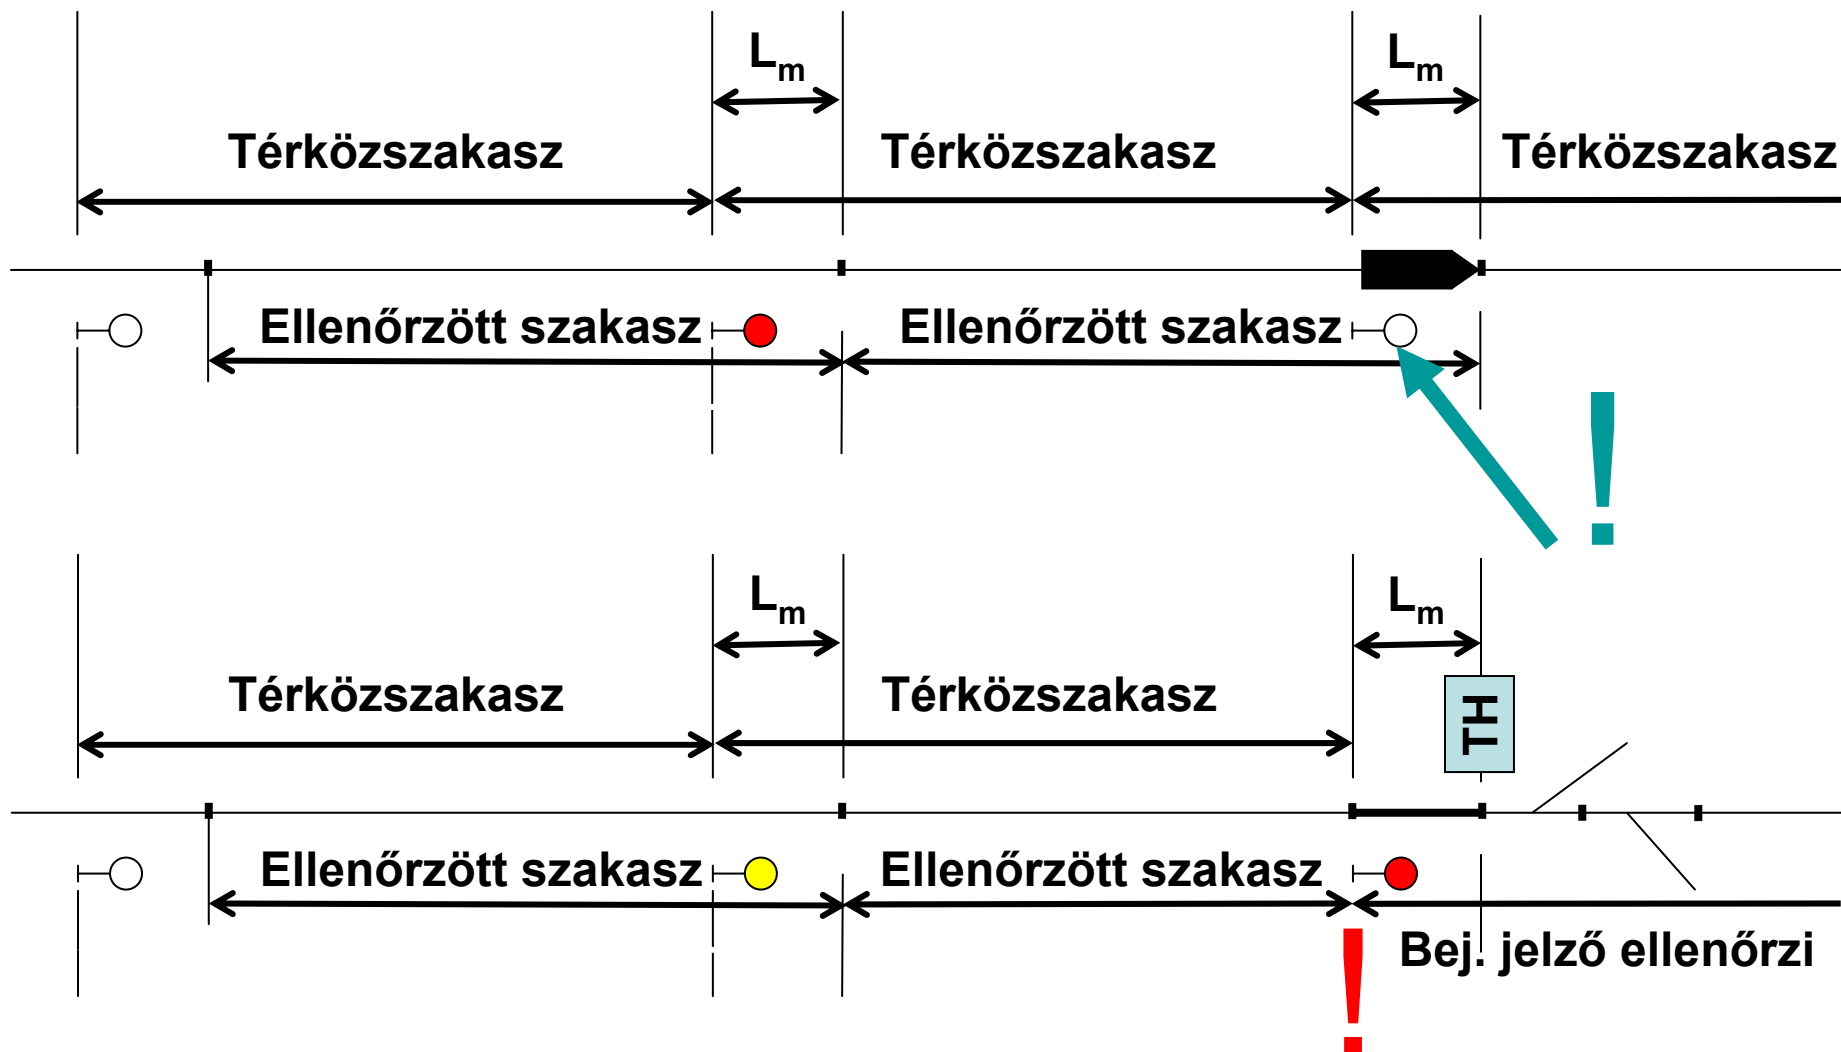 Lm
Lm
Térközszakasz
Térközszakasz
Térközszakasz
Ellenőrzött szakasz
Ellenőrzött szakasz
!
Lm
Lm
Térközszakasz
Térközszakasz
TH
Ellenőrzött szakasz
Ellenőrzött szakasz
Bej. jelző ellenőrzi
!